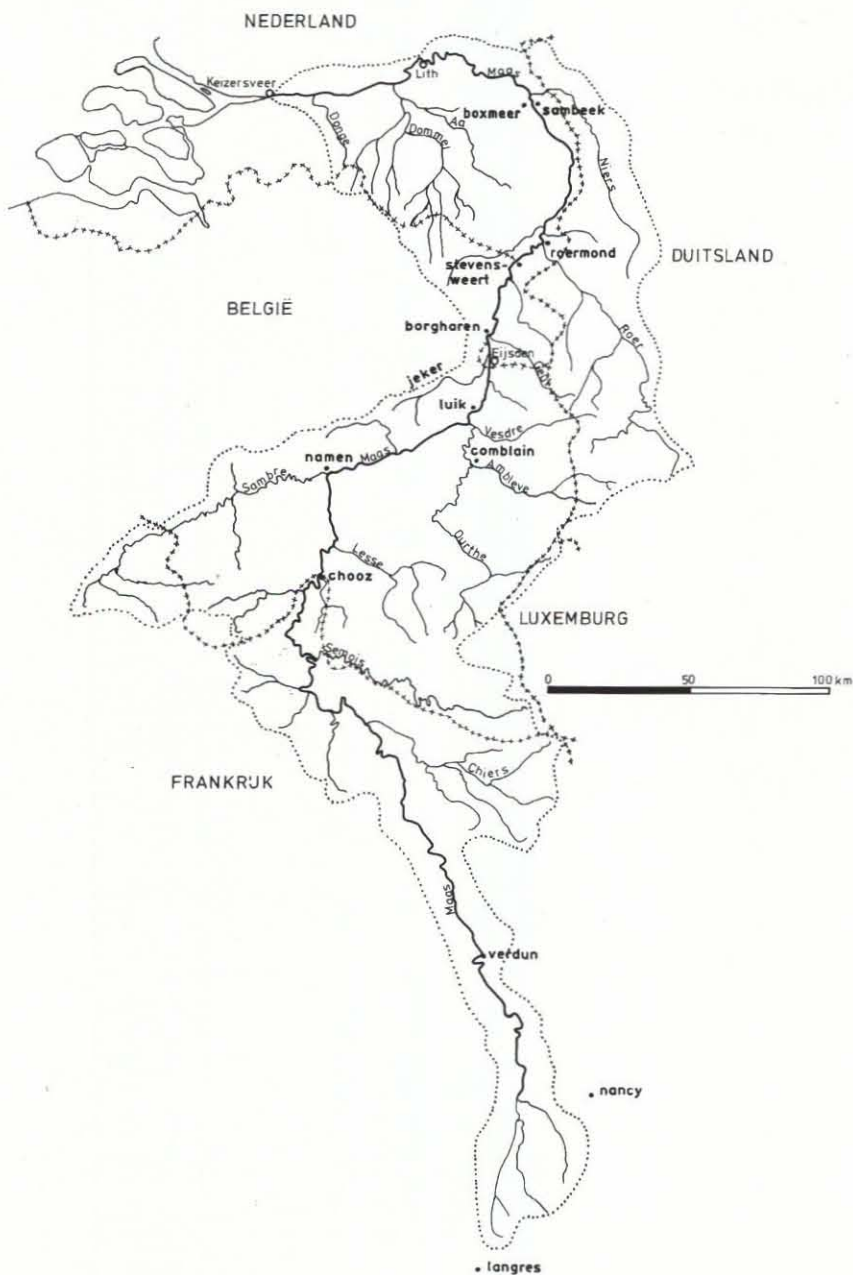 NEDERLAND
Keizersveer
Lith
Maas
boxmeer
sambeek
Donge
Dommel
Aa
Niers
roermond
DUITSLAND
stevens-
weert
BELGIË
borgharen
Roer
Eijsden
jeker
Geul
luik
Vesdre
namen
Maas
comblain
Sambre
Ambleve
Ourthe
Lesse
chooz
LUXEMBURG
Semois
0 50 100 km
Chiers
FRANKRIJK
Maas
verdun
nancy
langres